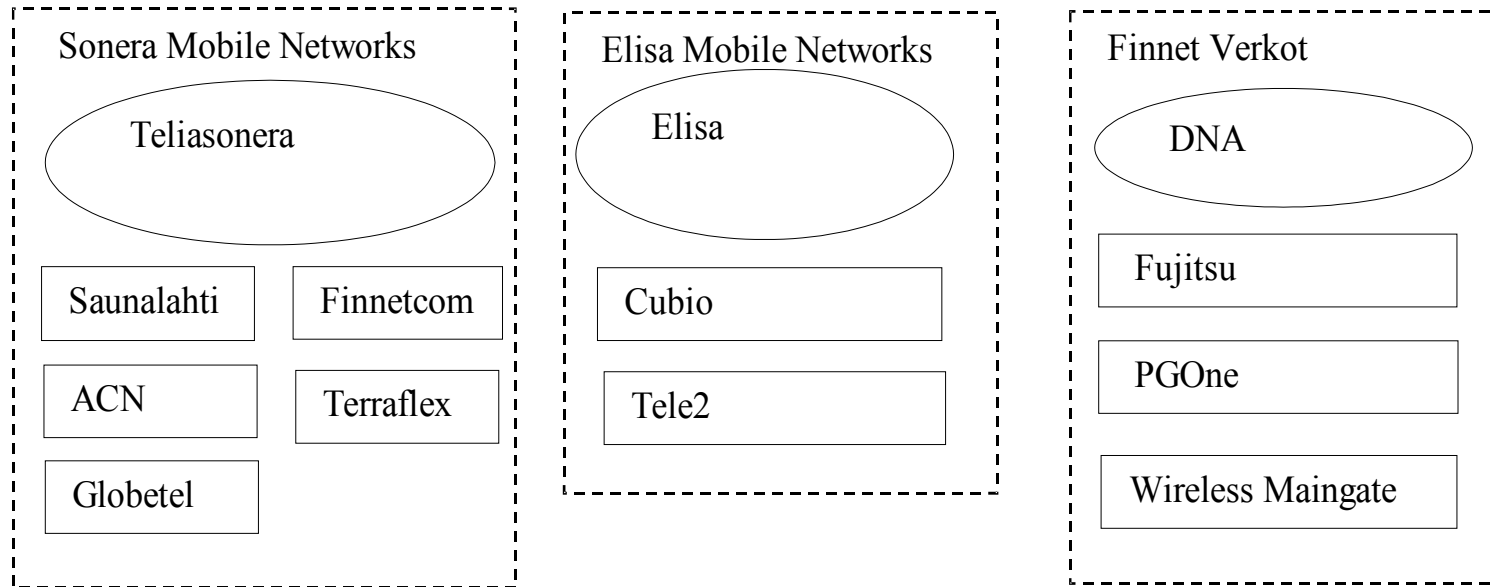 Sonera Mobile Networks
Teliasonera
Saunalahti
Finnetcom
ACN
Terraflex
Globetel
Elisa Mobile Networks
Elisa
Cubio
Tele2
Finnet Verkot
DNA
Fujitsu
PGOne
Wireless Maingate